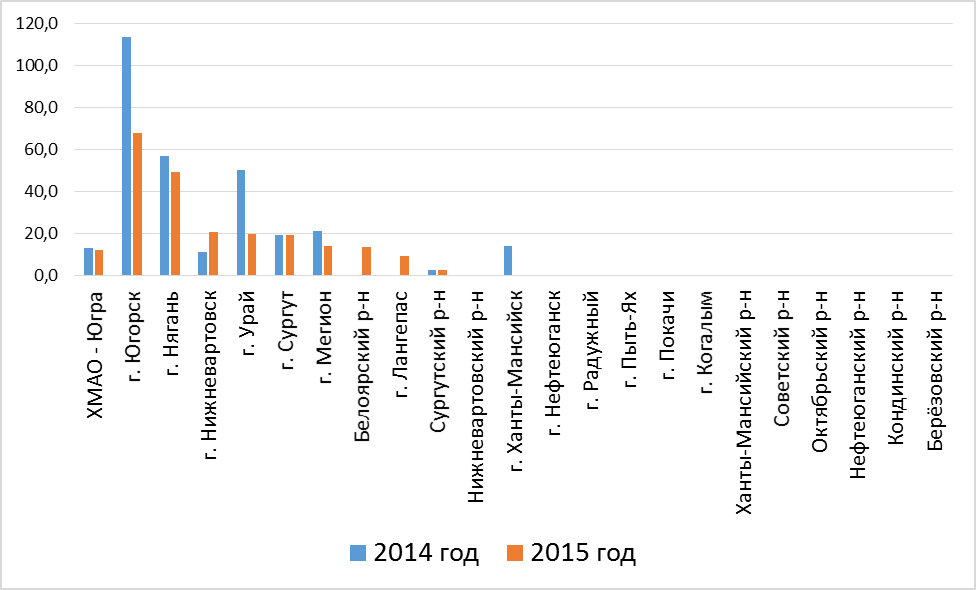 120,0
100,0
80,0
60,0
40,0
20,0
0,0
ХМАО - Югра
г. Югорск
г. Нягань
г. Нижневартовск
г. Урай
г. Сургут
г. Мегион
Белоярский р-н
г. Лангепас
Сургутский р-н
Нижневартовский р-н
г. Ханты-Мансийск
г. Нефтеюганск
г. Радужный
г. Пыть-Ях
г. Покачи
г. Когалым
Ханты-Мансийский р-н
Советский р-н
Октябрьский р-н
Нефтеюганский р-н
Кондинский р-н
Берёзовский р-н
2014 год
2015 год